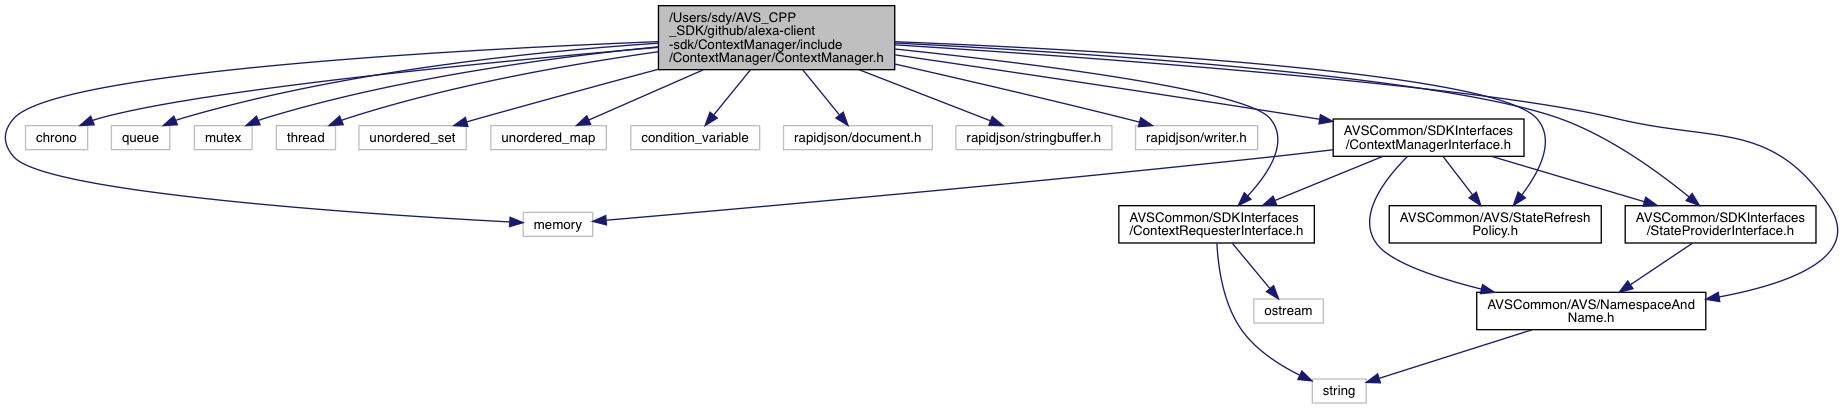 /Users/sdy/AVS_CPP
_SDK/github/alexa-client
-sdk/ContextManager/include
/ContextManager/ContextManager.h
chrono
queue
mutex
thread
unordered_set
unordered_map
condition_variable
rapidjson/document.h
rapidjson/stringbuffer.h
rapidjson/writer.h
AVSCommon/SDKInterfaces
/ContextManagerInterface.h
memory
AVSCommon/SDKInterfaces
/ContextRequesterInterface.h
AVSCommon/AVS/StateRefresh
Policy.h
AVSCommon/SDKInterfaces
/StateProviderInterface.h
ostream
AVSCommon/AVS/NamespaceAnd
Name.h
string